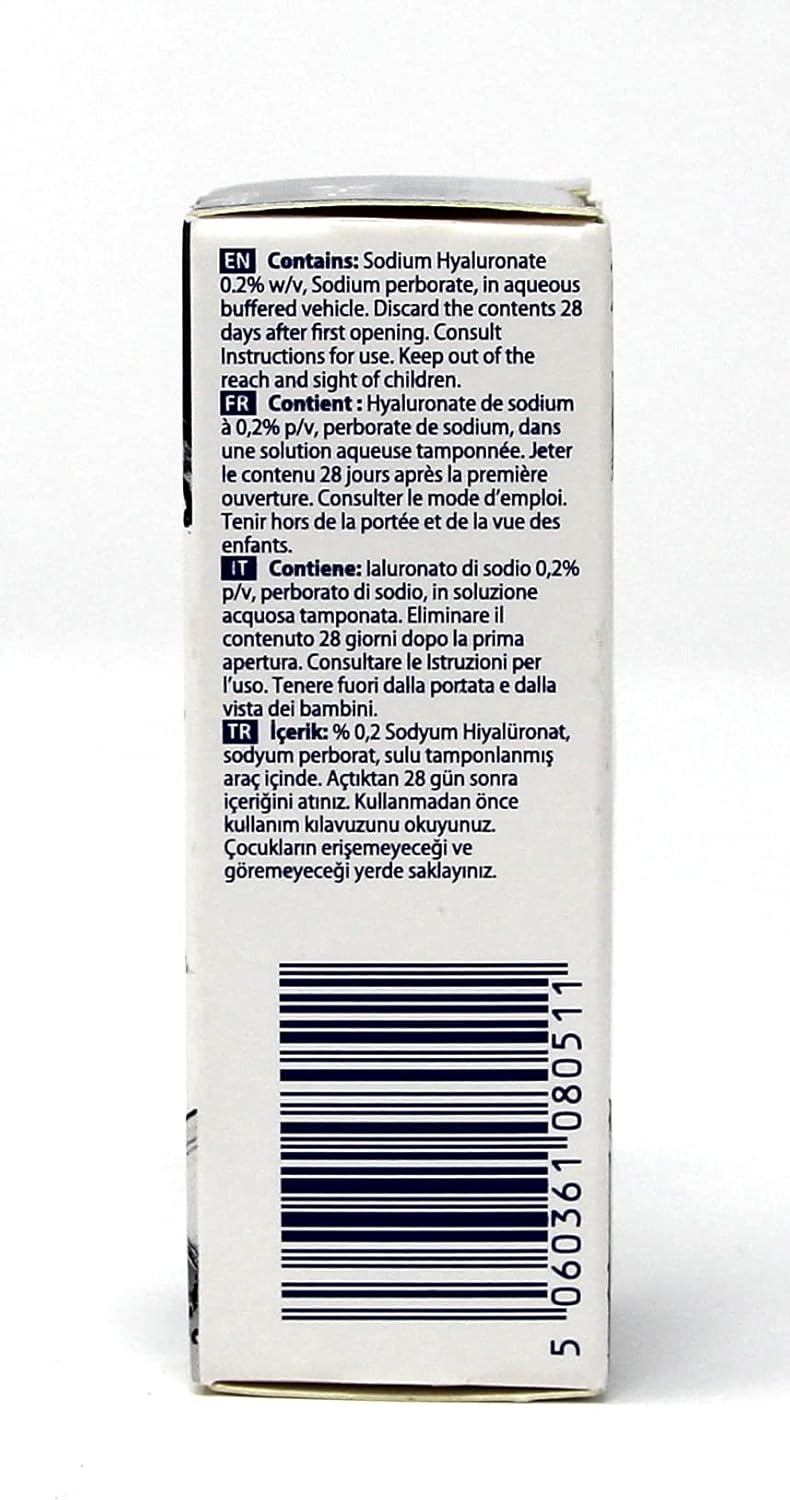 EN Contains: Sodium Hyaluronate
0.2% w/v, Sodium perborate, in aqueous
buffered vehicle. Discard the contents 28
days after first opening. Consult
Instructions for use. Keep out of the
reach and sight of children.
FR Contient : Hyaluronate de sodium
à 0,2% p/v, perborate de sodium, dans
une solution aqueuse tamponnée. Jeter
le contenu 28 jours après la première
ouverture. Consulter le mode d'emploi.
Tenir hors de la portée et de la vue des
enfants.
IT Contiene: Ialuronato di sodio 0,2%
p/v, perborato di sodio, in soluzione
acquosa tamponata. Eliminare il
contenuto 28 giorni dopo la prima
apertura. Consultare le Istruzioni per
l'uso. Tenere fuori dalla portata e dalla
vista dei bambini.
TR İçerik: % 0,2 Sodyum Hiyalüronat,
sodyum perborat, sulu tamponlanmış
araç içinde. Açtıktan 28 gün sonra
içeriğini atınız. Kullanmadan önce
kullanım kılavuzunu okuyunuz.
Çocukların erişemeyeceği ve
göremeyeceği yerde saklayınız.
5 060361 080511